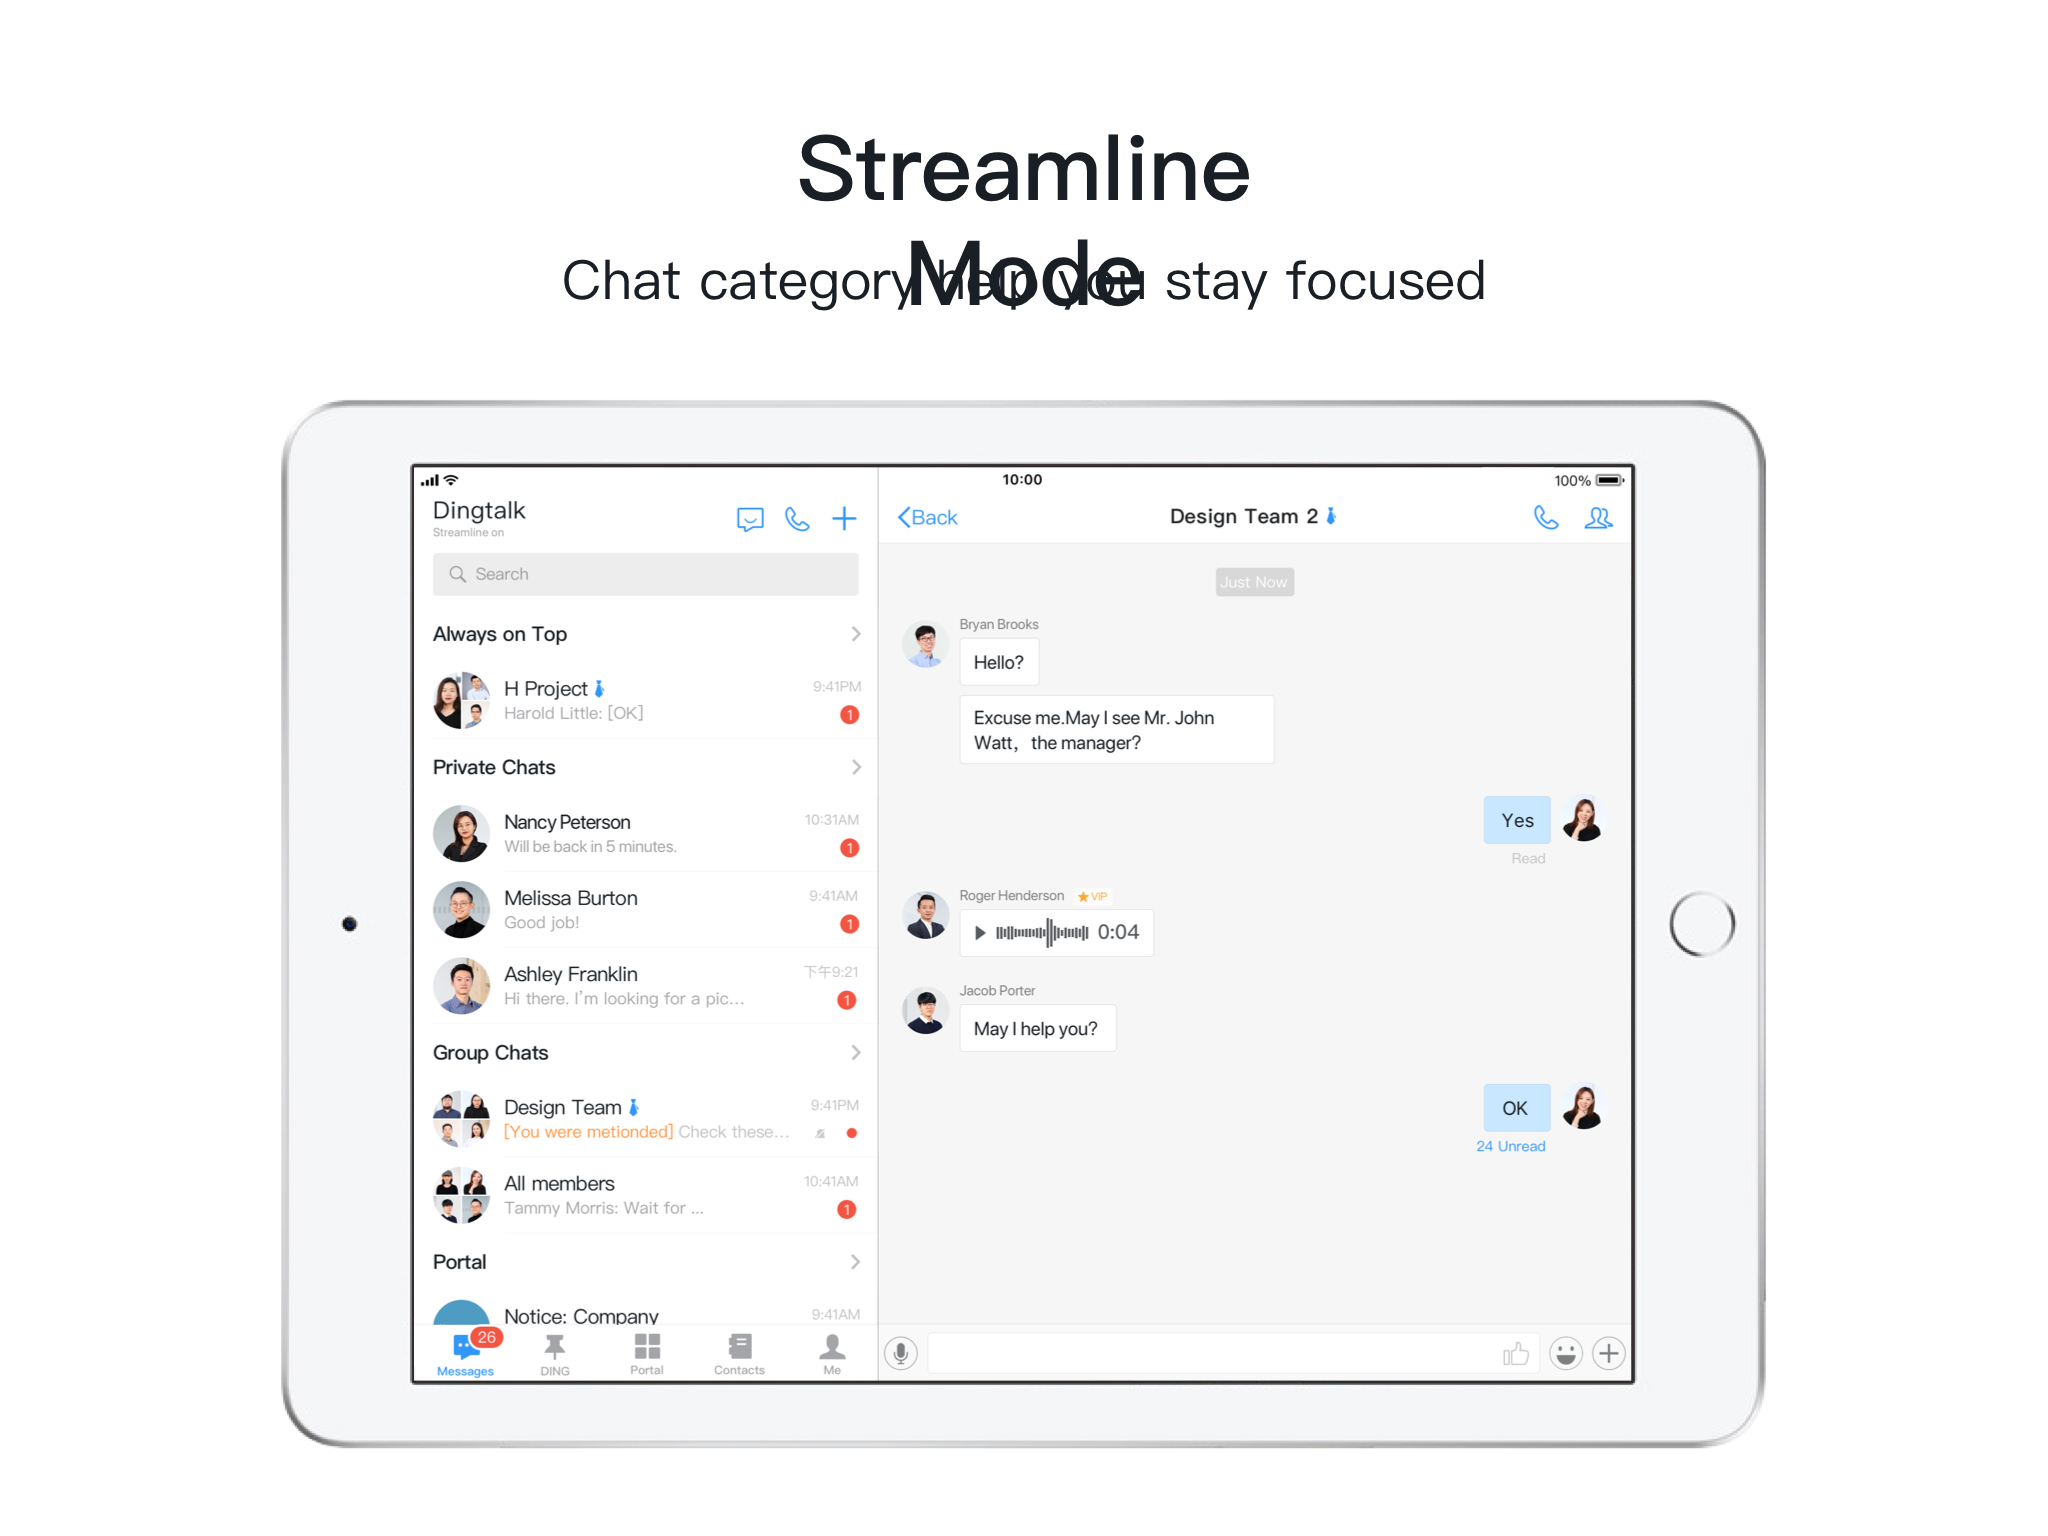 Streamline
Mode
Chat category help you stay focused
10:00
100%
Dingtalk
Streamline on
Search
Always on Top
H Project
9:41PM
Harold Little: [OK]
1
Private Chats
Nancy Peterson
10:31AM
Will be back in 5 minutes.
1
Melissa Burton
9:41AM
Good job!
1
Ashley Franklin
下午9:21
Hi there. I'm looking for a pic...
1
Group Chats
Design Team
9:41PM
[You were metionded] Check these...
All members
10:41AM
Tammy Morris: Wait for ...
1
Portal
Notice: Company
9:41AM
26
Messages
DING
Portal
Contacts
Me
Back
Design Team 2
Just Now
Bryan Brooks
Hello?
Excuse me.May I see Mr. John
Watt，the manager?
Yes
Read
Roger Henderson
VIP
0:04
Jacob Porter
May I help you?
OK
24 Unread